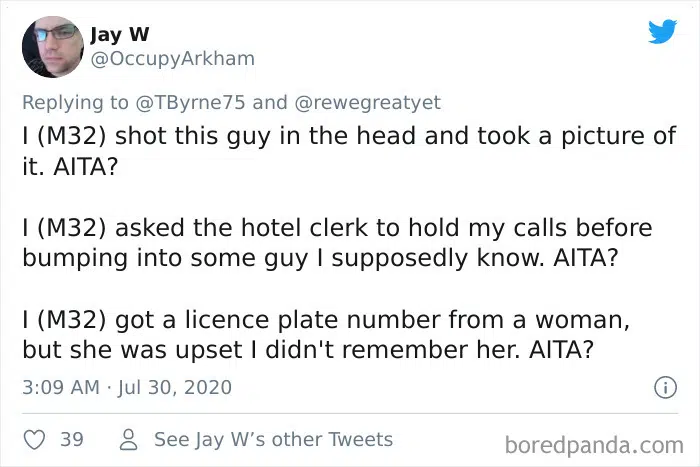 Jay W
@OccupyArkham
Replying to @TByrne75 and @rewegreatyet
I (M32) shot this guy in the head and took a picture of
it. AITA?
I (M32) asked the hotel clerk to hold my calls before
bumping into some guy I supposedly know. AITA?
I (M32) got a licence plate number from a woman,
but she was upset I didn't remember her. AITA?
3:09 AM · Jul 30, 2020
39 See Jay W’s other Tweets
boredpanda.com